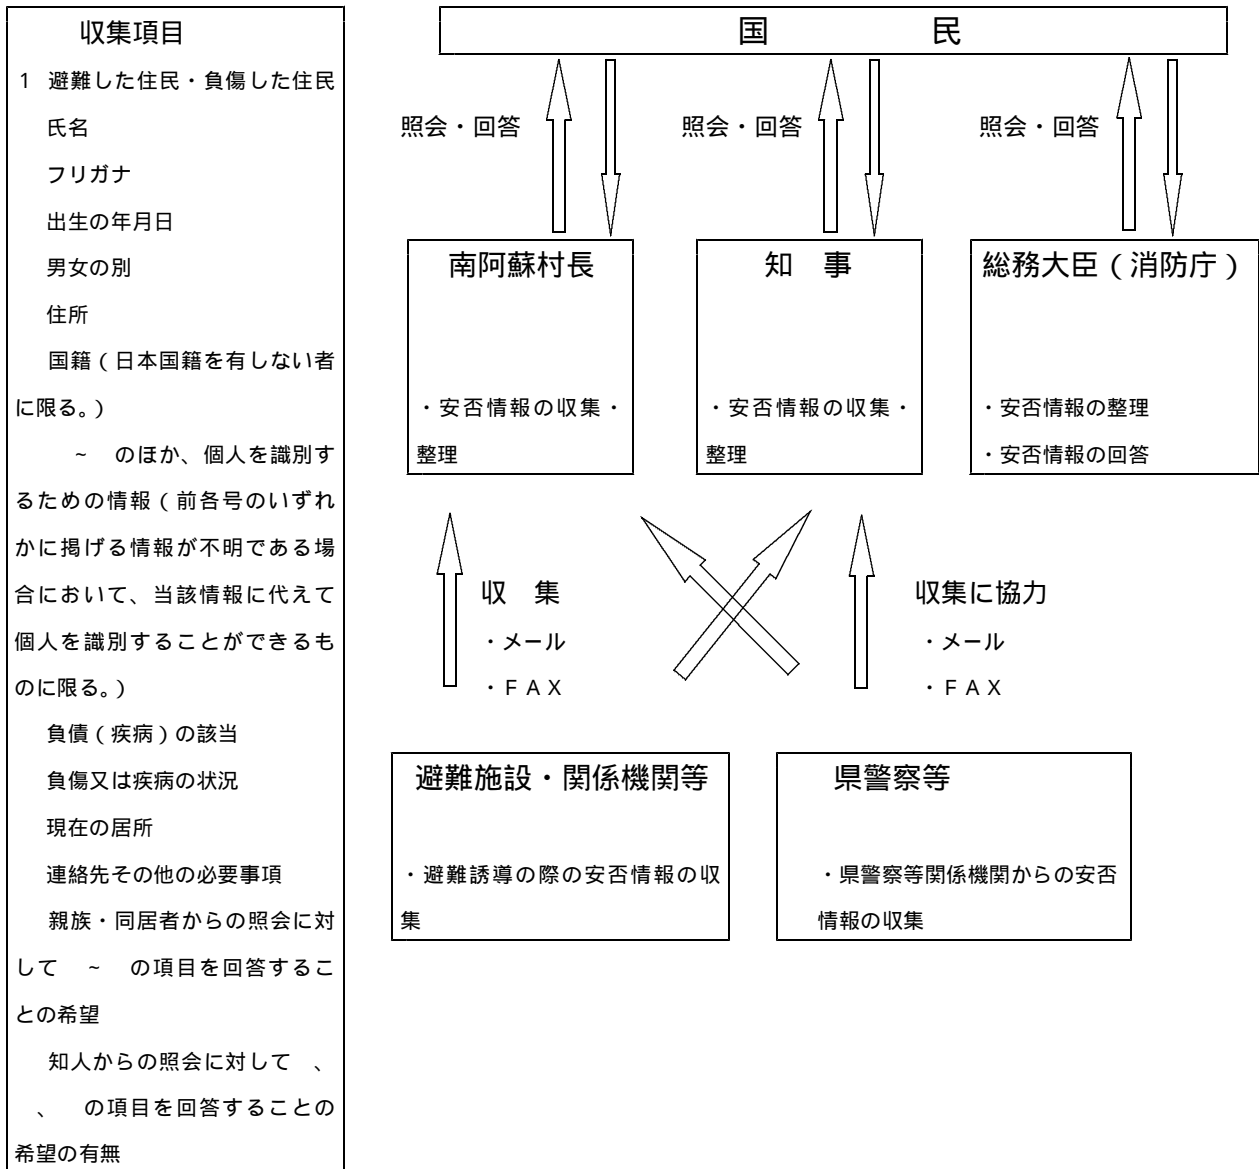 収集項目
1 避難した住民・負傷した住民
氏名
フリガナ
出生の年月日
男女の別
住所
国籍（日本国籍を有しない者
に限る。）
～ のほか、個人を識別す
るための情報（前各号のいずれ
かに掲げる情報が不明である場
合において、当該情報に代えて
個人を識別することができるも
のに限る。）
負債（疾病）の該当
負傷又は疾病の状況
現在の居所
連絡先その他の必要事項
親族・同居者からの照会に対
して ～ の項目を回答するこ
との希望
知人からの照会に対して 、
、 の項目を回答することの
希望の有無
国 民
照会・回答
照会・回答
照会・回答
南阿蘇村長
・安否情報の収集・
整理
知 事
・安否情報の収集・
整理
総務大臣（消防庁）
・安否情報の整理
・安否情報の回答
収 集
・メール
・ＦＡＸ
収集に協力
・メール
・ＦＡＸ
避難施設・関係機関等
・避難誘導の際の安否情報の収
集
県警察等
・県警察等関係機関からの安否
情報の収集